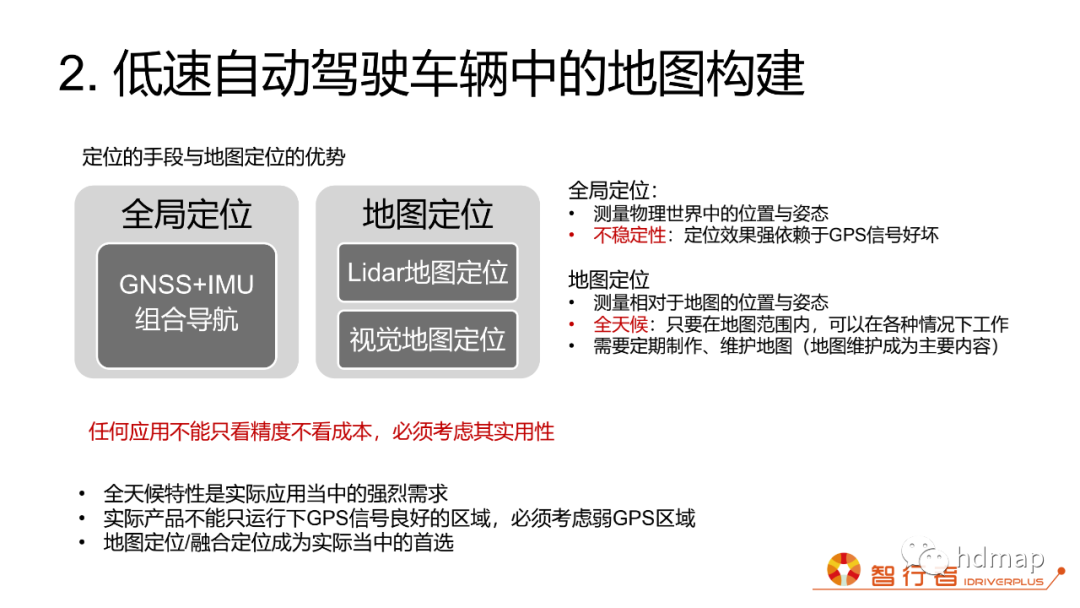 2. 低速自动驾驶车辆中的地图构建
定位的手段与地图定位的优势
全局定位
GNSS+IMU
组合导航
地图定位
Lidar地图定位
视觉地图定位
全局定位：
• 测量物理世界中的位置与姿态
• 不稳定性：定位效果强依赖于GPS信号好坏
地图定位
• 测量相对于地图的位置与姿态
• 全天候：只要在地图范围内，可以在各种情况下工作
• 需要定期制作、维护地图（地图维护成为主要内容）
任何应用不能只看精度不看成本，必须考虑其实用性
• 全天候特性是实际应用当中的强烈需求
• 实际产品不能只运行下GPS信号良好的区域，必须考虑弱GPS区域
• 地图定位/融合定位成为实际当中的首选
hdmap
智行者 IDRIVERPLUS